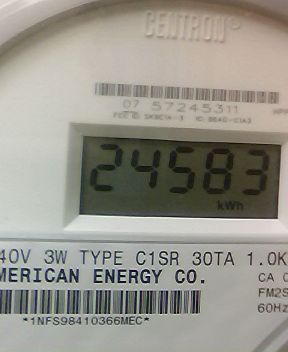 CENTRON®
07 57245311
24583
kWh
40V 3W TYPE C1SR 30TA 1.0K
MERICAN ENERGY CO.
CA
FM2S
60Hz
*1NFS98410366MEC*